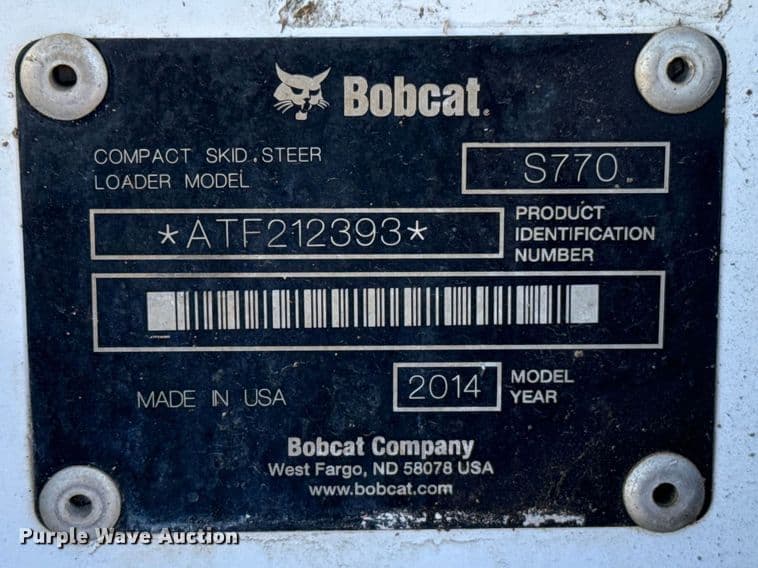 Bobcat.
COMPACT SKID STEER
LOADER MODEL
S770
*ATF212393*
PRODUCT
IDENTIFICATION
NUMBER
MADE IN USA
2014
MODEL
YEAR
Bobcat Company
West Fargo, ND 58078 USA
www.bobcat.com
Purple Wave Auction